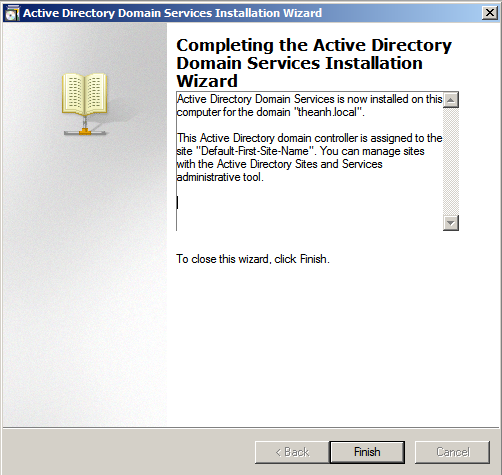 Active Directory Domain Services Installation Wizard
Completing the Active Directory
Domain Services Installation
Wizard
Active Directory Domain Services is now installed on this
computer for the domain "theanh.local".
This Active Directory domain controller is assigned to the
site "Default-First-Site-Name". You can manage sites
with the Active Directory Sites and Services
administrative tool.
To close this wizard, click Finish.
< Back
Finish
Cancel